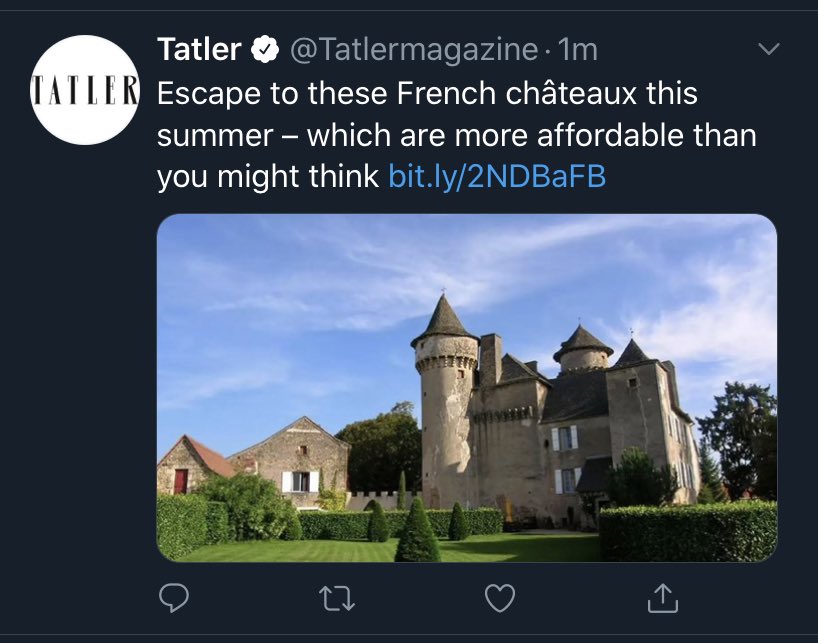 TATLER
Tatler @Tatlermagazine · 1m
Escape to these French châteaux this
summer – which are more affordable than
you might think bit.ly/2NDBaFB